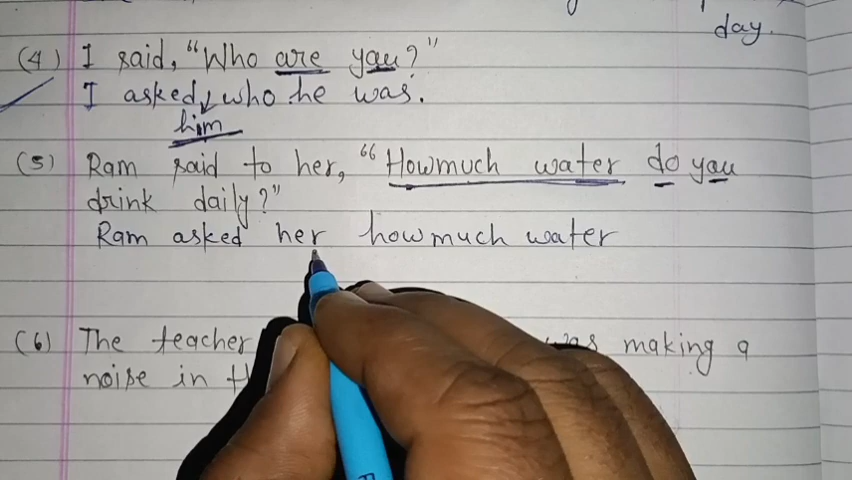 day.
(4) I said, "Who are you?"
I asked who he was.
him
(5) Ram said to her, "Howmuch water do you
drink daily?"
Ram asked her howmuch water
(6) The teacher was making a
noise in